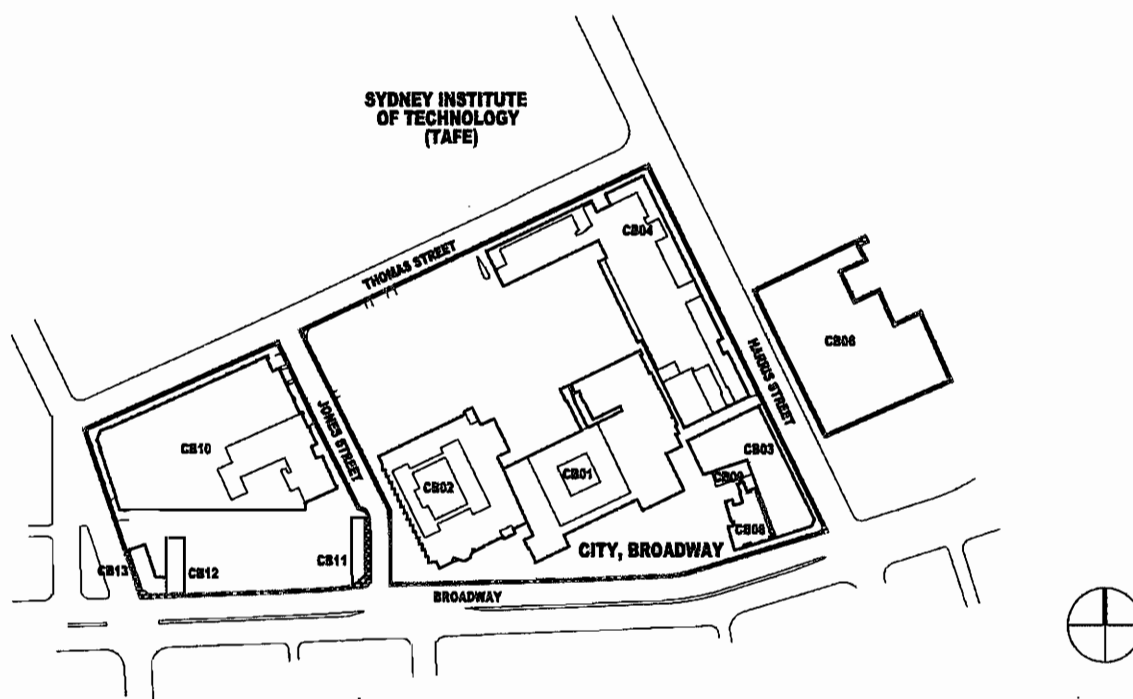 SYDNEY INSTITUTE
OF TECHNOLOGY
(TAFE)
THOMAS STREET
CB04
HARRIS STREET
CB06
JONES STREET
CB10
CB02
CB01
CB03
CB09
CB08
CITY, BROADWAY
CB11
CB13
CB12
BROADWAY